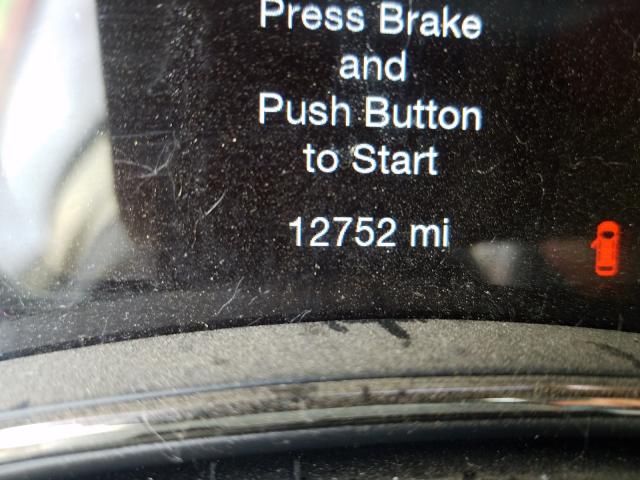 Press Brake
and
Push Button
to Start
12752 mi